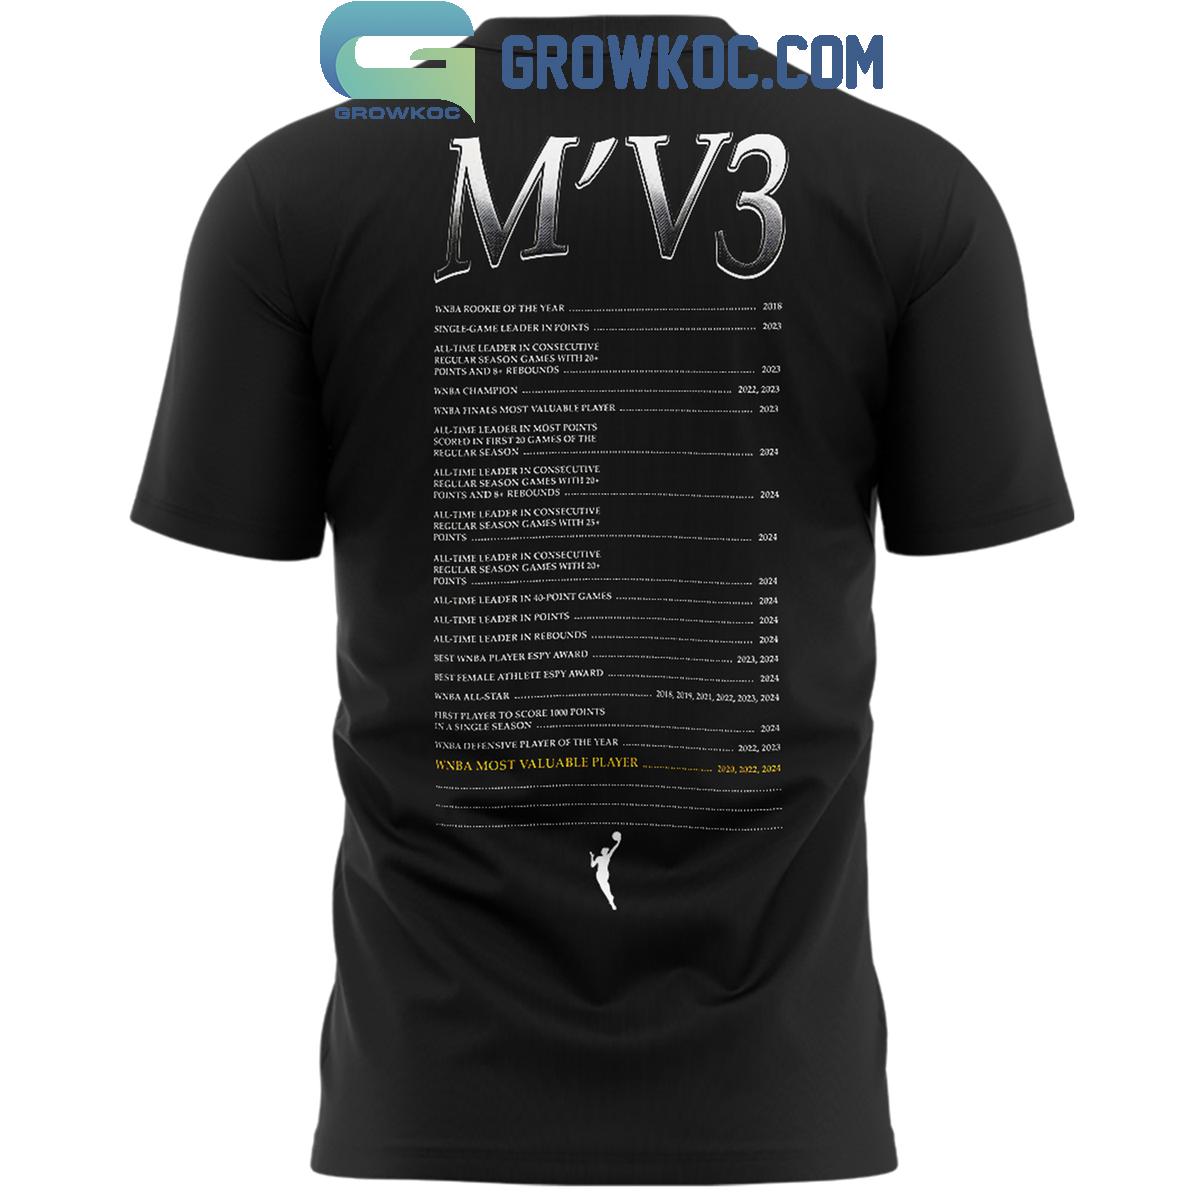 GROWKOC.COM
GROWKOC
M'V3
WNBA ROOKIE OF THE YEAR 2018
SINGLE-GAME LEADER IN POINTS 2023
ALL-TIME LEADER IN CONSECUTIVE
REGULAR SEASON GAMES WITH 20+
POINTS AND 8+ REBOUNDS 2023
WNBA CHAMPION 2022, 2023
WNBA FINALS MOST VALUABLE PLAYER 2023
ALL-TIME LEADER IN MOST POINTS
SCORED IN FIRST 20 GAMES OF THE
REGULAR SEASON 2024
ALL-TIME LEADER IN CONSECUTIVE
REGULAR SEASON GAMES WITH 20+
POINTS AND 8+ REBOUNDS 2024
ALL-TIME LEADER IN CONSECUTIVE
REGULAR SEASON GAMES WITH 25+
POINTS 2024
ALL-TIME LEADER IN CONSECUTIVE
REGULAR SEASON GAMES WITH 20+
POINTS 2024
ALL-TIME LEADER IN 40-POINT GAMES 2024
ALL-TIME LEADER IN POINTS 2024
ALL-TIME LEADER IN REBOUNDS 2024
BEST WNBA PLAYER ESPY AWARD 2023, 2024
BEST FEMALE ATHLETE ESPY AWARD 2024
WNBA ALL-STAR 2018, 2019, 2021, 2022, 2023, 2024
FIRST PLAYER TO SCORE 1000 POINTS
IN A SINGLE SEASON 2024
WNBA DEFENSIVE PLAYER OF THE YEAR 2022, 2023
WNBA MOST VALUABLE PLAYER 2020, 2022, 2024